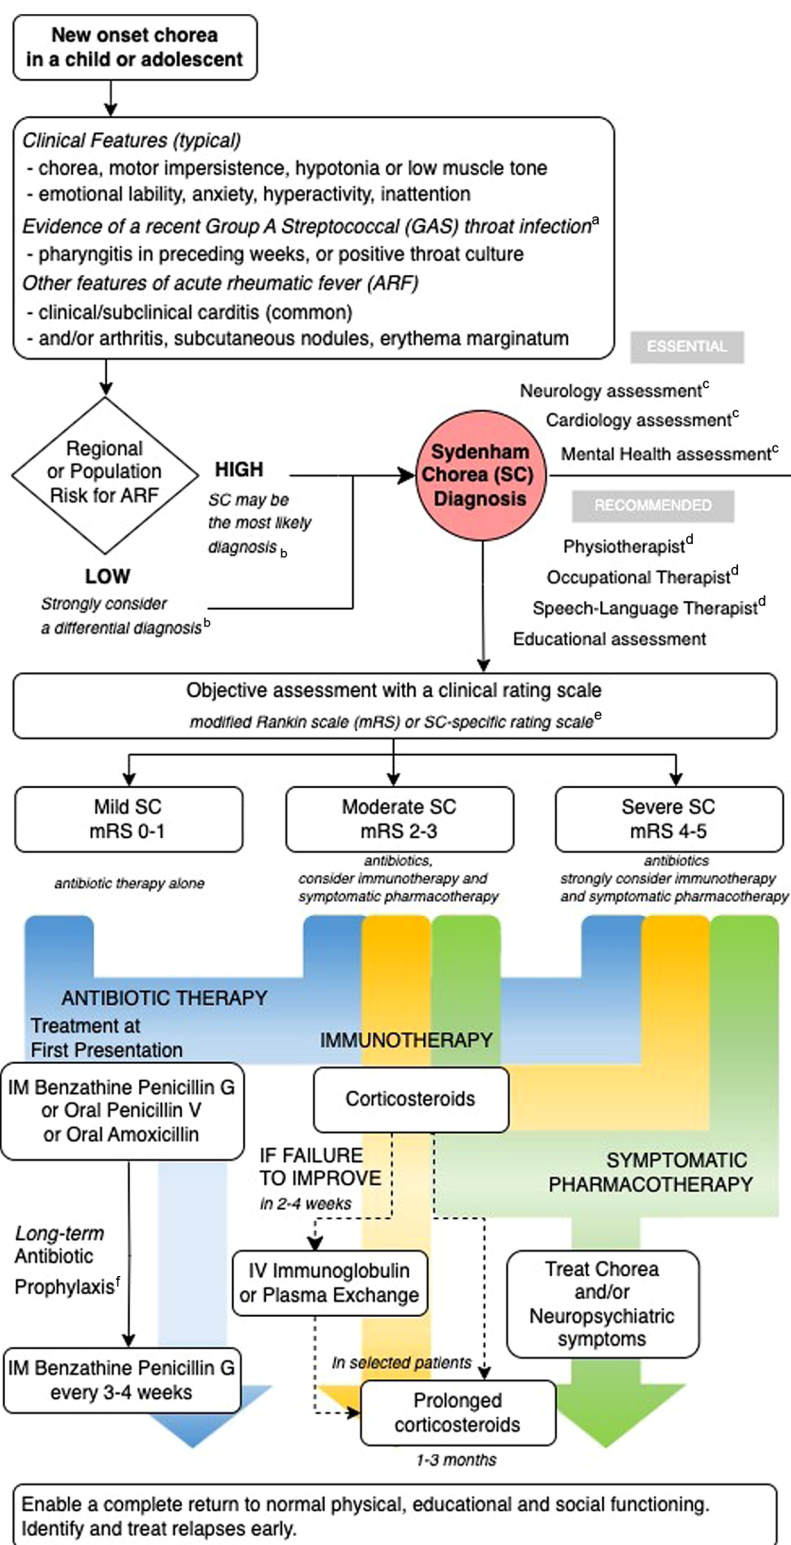 New onset chorea
in a child or adolescent
Clinical Features (typical)
- chorea, motor impersistence, hypotonia or low muscle tone
- emotional lability, anxiety, hyperactivity, inattention
Evidence of a recent Group A Streptococcal (GAS) throat infectionᵃ
- pharyngitis in preceding weeks, or positive throat culture
Other features of acute rheumatic fever (ARF)
- clinical/subclinical carditis (common)
- and/or arthritis, subcutaneous nodules, erythema marginatum
ESSENTIAL
Neurology assessmentᶜ
Cardiology assessmentᶜ
Mental Health assessmentᶜ
Regional
or Population
Risk for ARF
HIGH
SC may be
the most likely
diagnosis b
LOW
Strongly consider
a differential diagnosisᵇ
Sydenham
Chorea (SC)
Diagnosis
RECOMMENDED
Physiotherapistᵈ
Occupational Therapistᵈ
Speech-Language Therapistᵈ
Educational assessment
Objective assessment with a clinical rating scale
modified Rankin scale (mRS) or SC-specific rating scaleᵉ
Mild SC
mRS 0-1
antibiotic therapy alone
Moderate SC
mRS 2-3
antibiotics,
consider immunotherapy and
symptomatic pharmacotherapy
Severe SC
mRS 4-5
antibiotics
strongly consider immunotherapy
and symptomatic pharmacotherapy
ANTIBIOTIC THERAPY
Treatment at
First Presentation
IM Benzathine Penicillin G
or Oral Penicillin V
or Oral Amoxicillin
Long-term
Antibiotic
Prophylaxisᶠ
IM Benzathine Penicillin G
every 3-4 weeks
IMMUNOTHERAPY
Corticosteroids
IF FAILURE
TO IMPROVE
in 2-4 weeks
IV Immunoglobulin
or Plasma Exchange
In selected patients
Prolonged
corticosteroids
1-3 months
SYMPTOMATIC
PHARMACOTHERAPY
Treat Chorea
and/or
Neuropsychiatric
symptoms
Enable a complete return to normal physical, educational and social functioning.
Identify and treat relapses early.